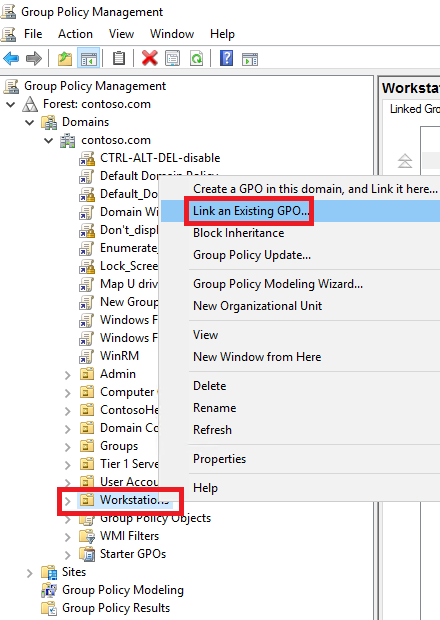 Group Policy Management
File Action View Window Help
Group Policy Management
Forest: contoso.com
Domains
contoso.com
CTRL-ALT-DEL-disable
Default Domain Policy
Default_Do
Domain Wi
Don't_displ
Enumerate_
Lock_Scree
Map U driv
New Group
Windows F
Windows F
WinRM
Admin
Computer
ContosoHe
Domain Co
Groups
Tier 1 Serve
User Accou
Workstations
Group Policy Objects
WMI Filters
Starter GPOs
Sites
Group Policy Modeling
Group Policy Results
Create a GPO in this domain, and Link it here...
Link an Existing GPO...
Block Inheritance
Group Policy Update...
Group Policy Modeling Wizard...
New Organizational Unit
View
New Window from Here
Delete
Rename
Refresh
Properties
Help
Worksta
Linked Gro